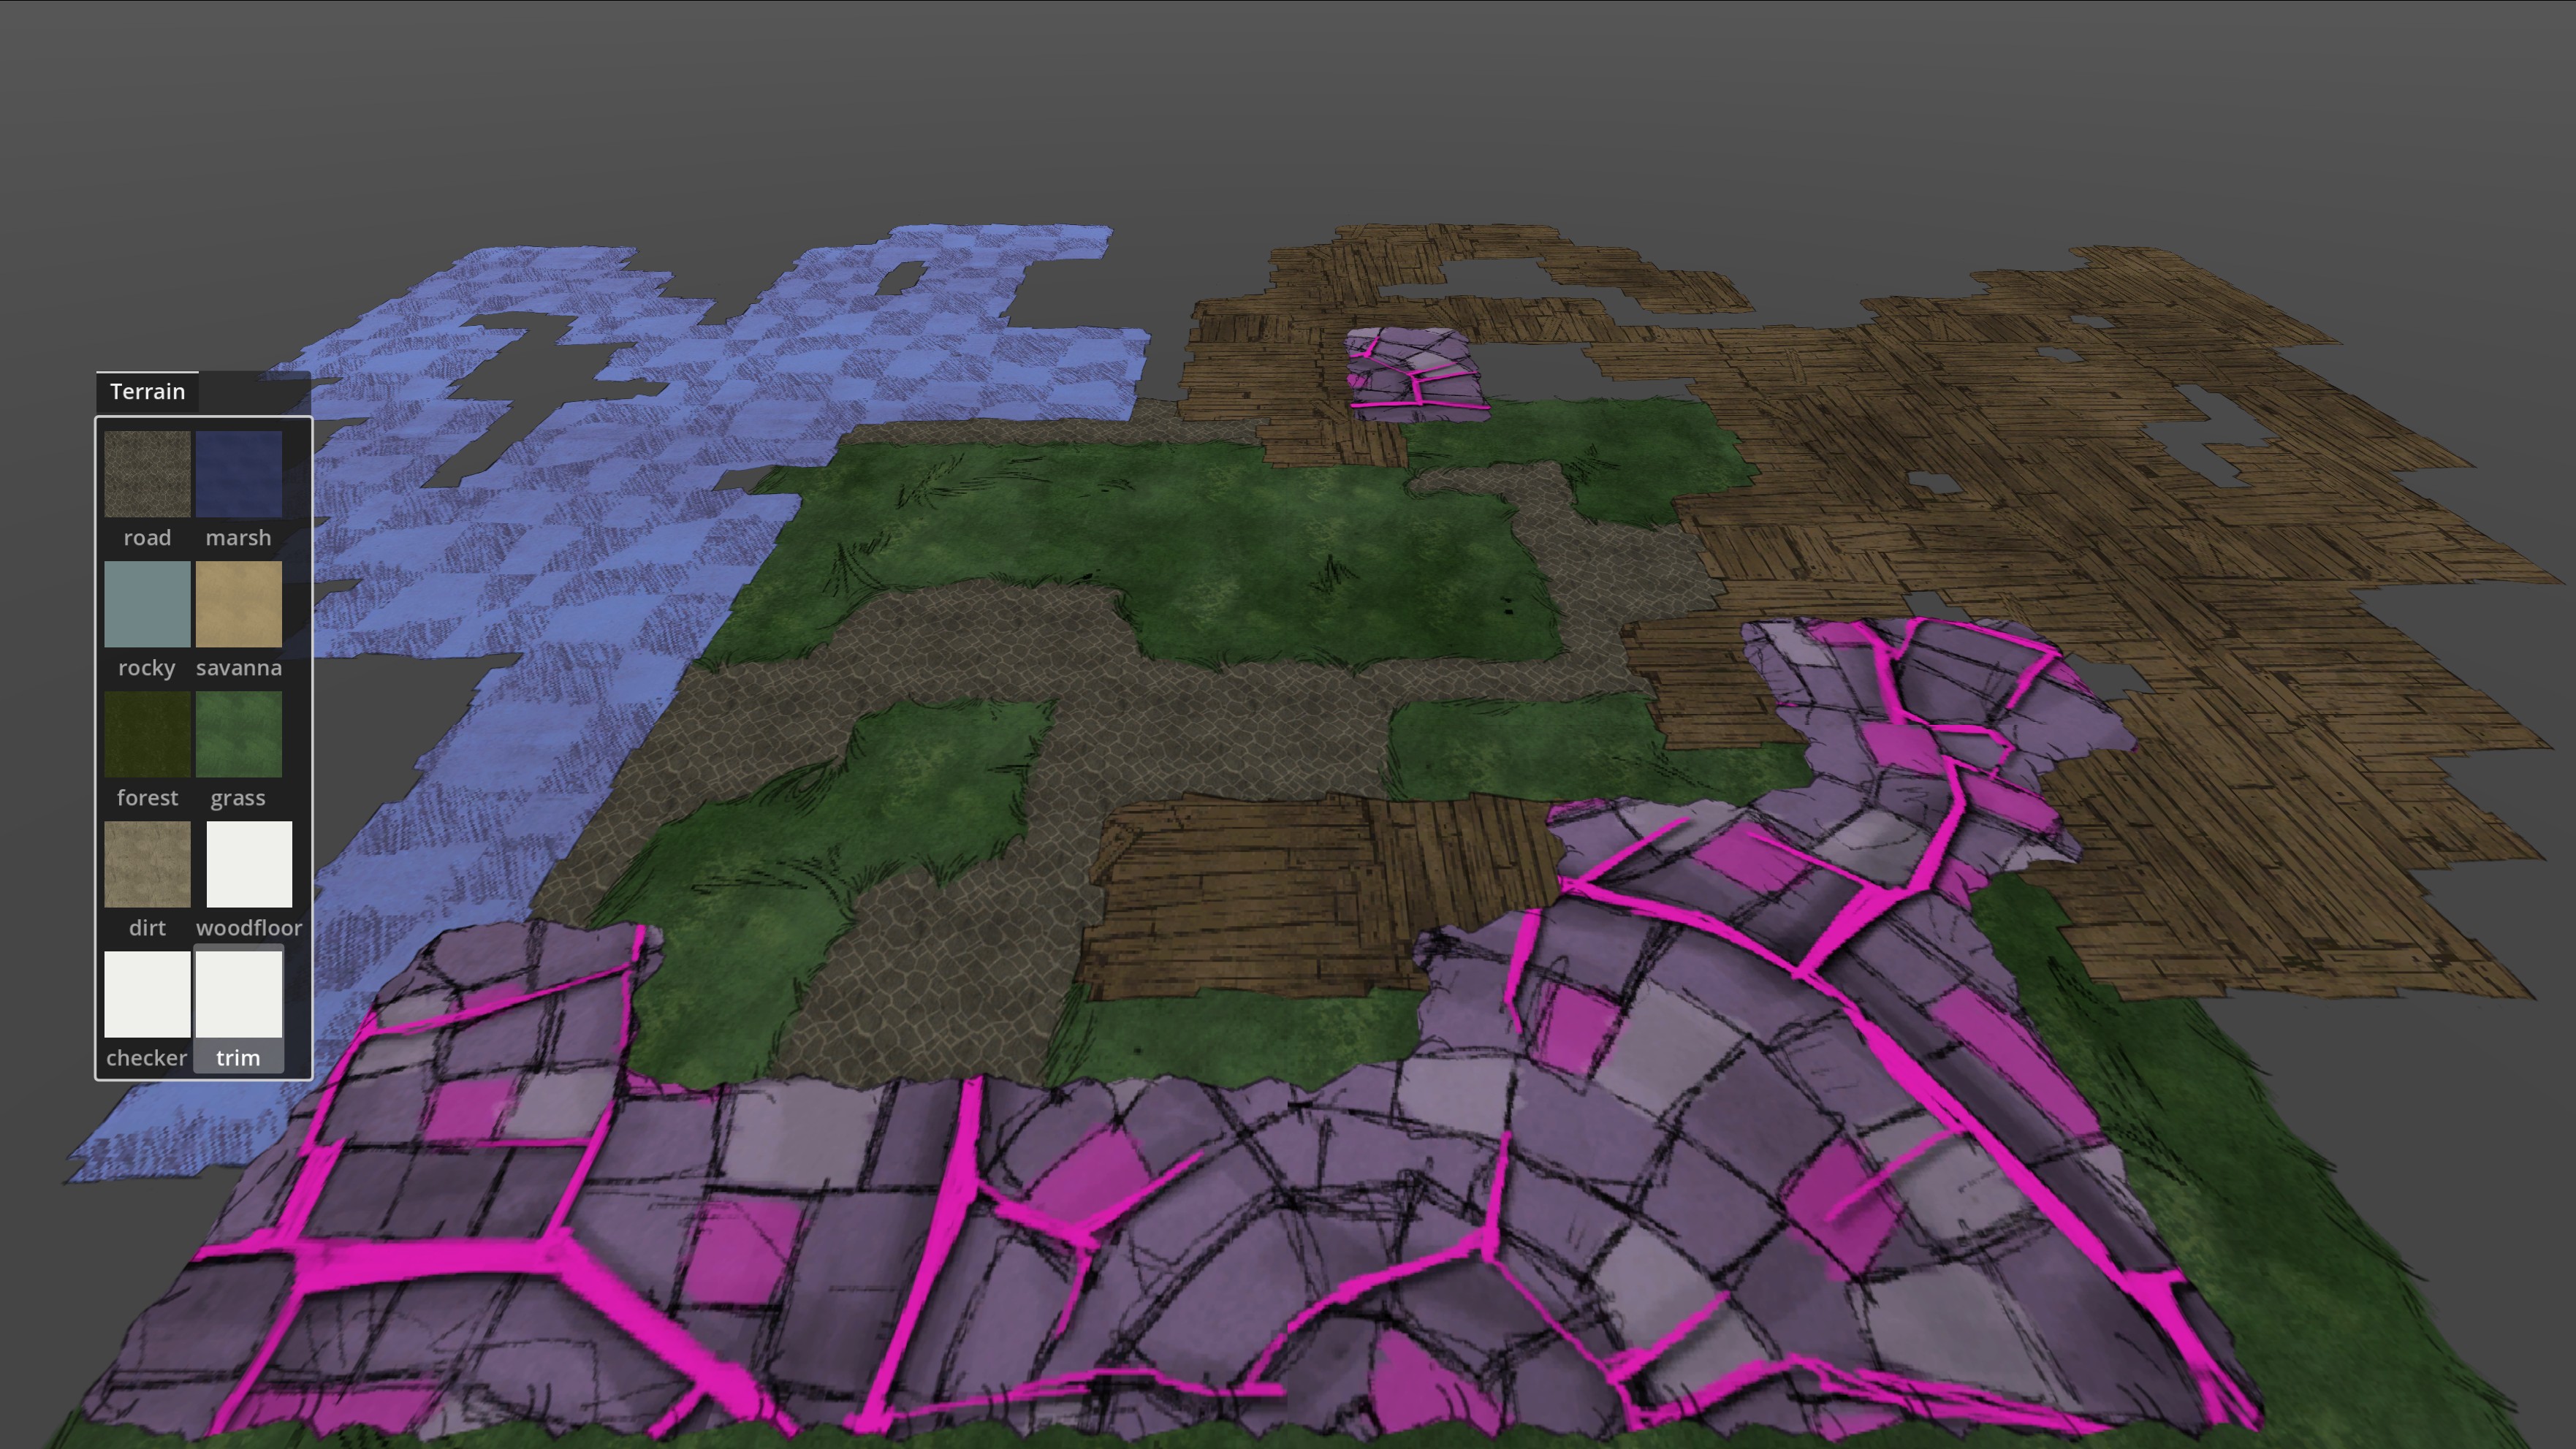 Terrain
road marsh
rocky savanna
forest grass
dirt woodfloor
checker trim